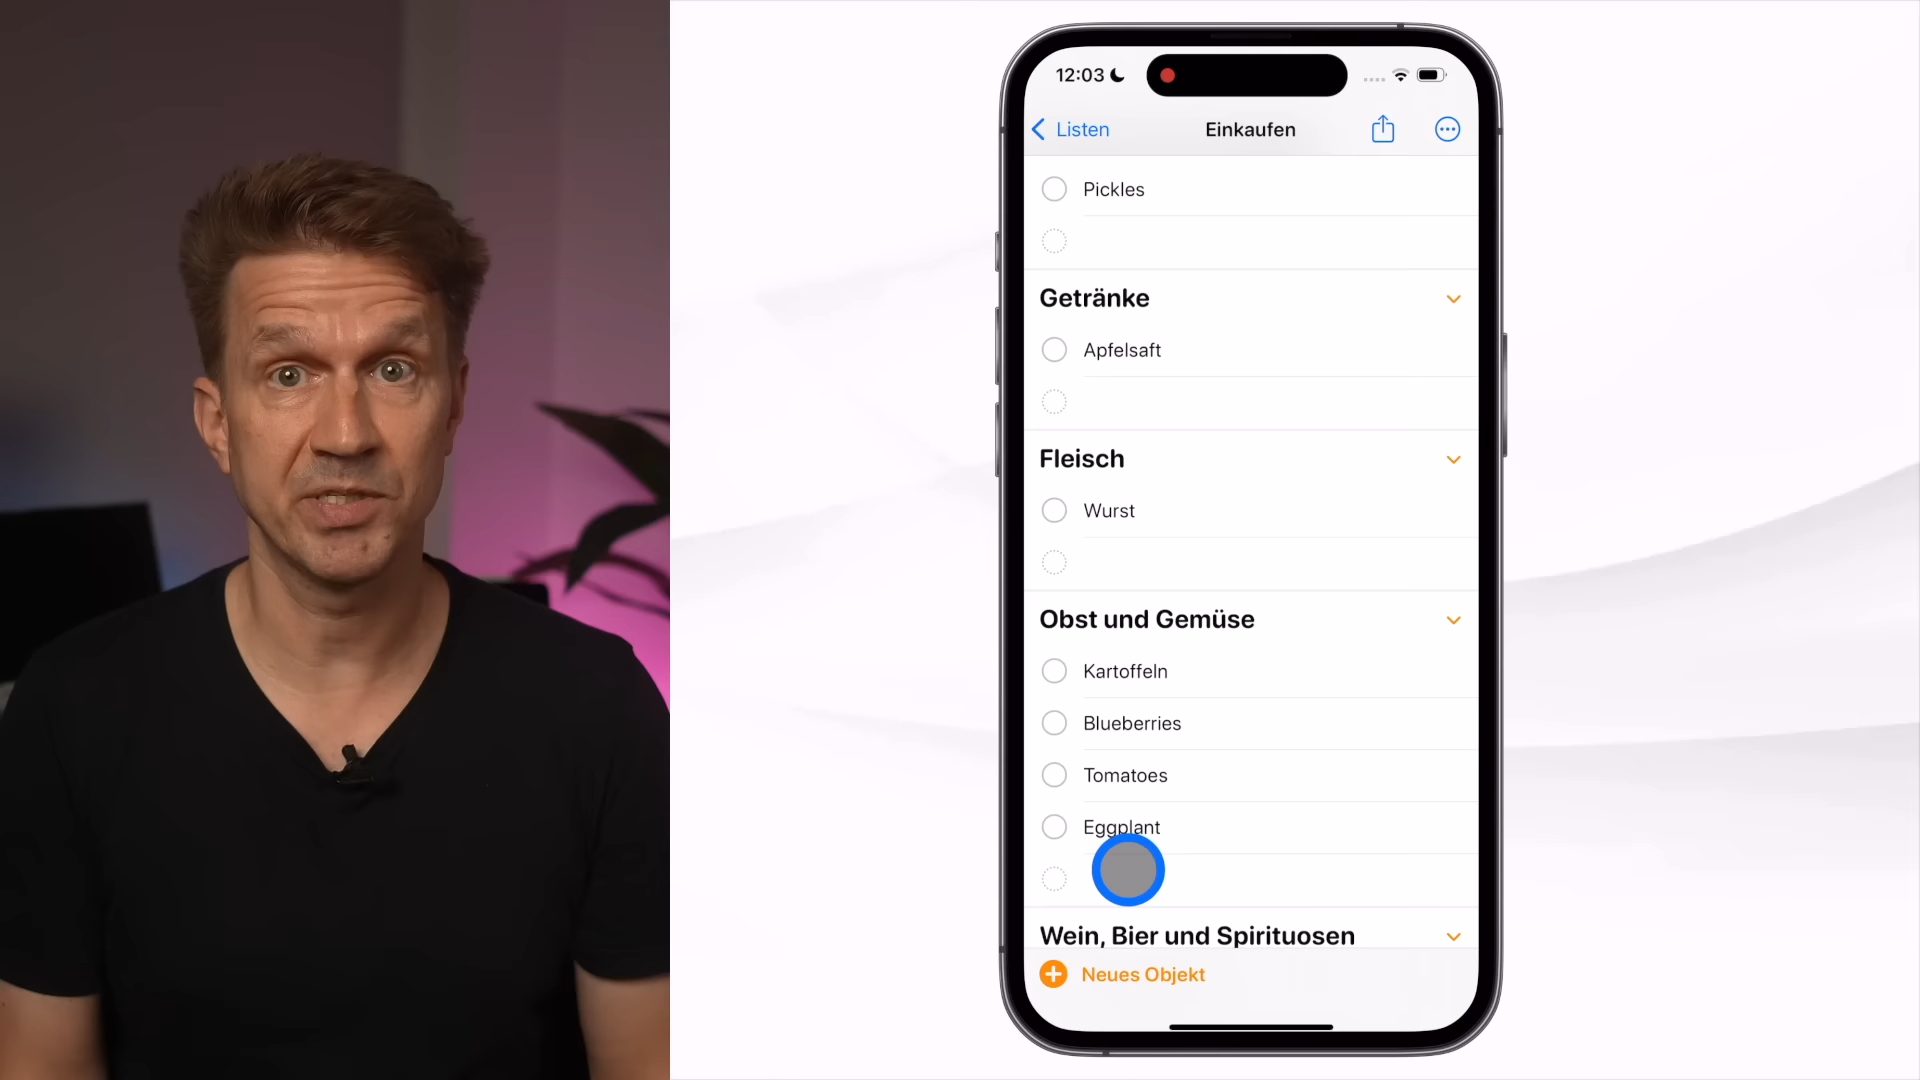 12:03
Listen
Einkaufen
Pickles
Getränke
Apfelsaft
Fleisch
Wurst
Obst und Gemüse
Kartoffeln
Blueberries
Tomatoes
Eggplant
Wein, Bier und Spirituosen
Neues Objekt